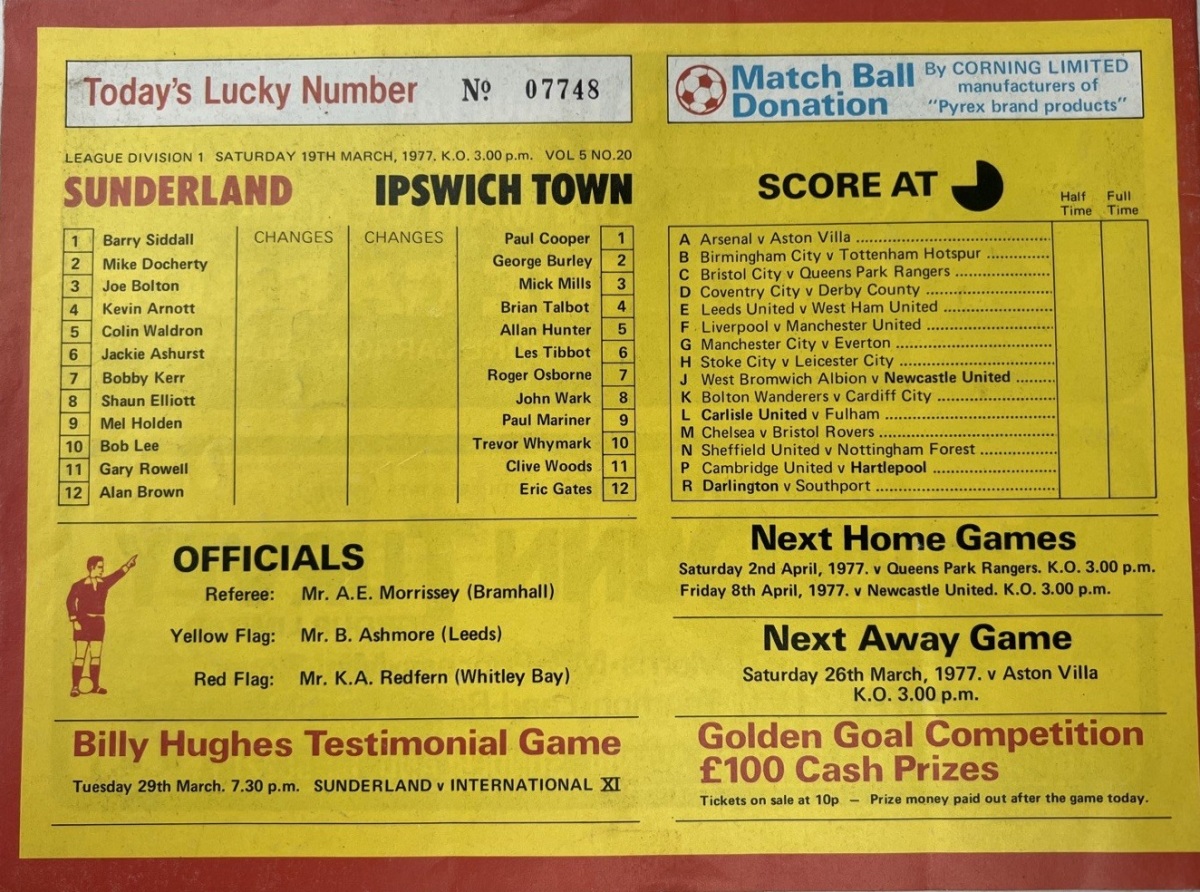 Today's Lucky Number Nº 07748
LEAGUE DIVISION 1 SATURDAY 19TH MARCH, 1977. K.O. 3.00 p.m. VOL 5 NO.20
SUNDERLAND IPSWICH TOWN
CHANGES CHANGES
1 Barry Siddall Paul Cooper 1
2 Mike Docherty George Burley 2
3 Joe Bolton Mick Mills 3
4 Kevin Arnott Brian Talbot 4
5 Colin Waldron Allan Hunter 5
6 Jackie Ashurst Les Tibbot 6
7 Bobby Kerr Roger Osborne 7
8 Shaun Elliott John Wark 8
9 Mel Holden Paul Mariner 9
10 Bob Lee Trevor Whymark 10
11 Gary Rowell Clive Woods 11
12 Alan Brown Eric Gates 12
OFFICIALS
Referee: Mr. A.E. Morrissey (Bramhall)
Yellow Flag: Mr. B. Ashmore (Leeds)
Red Flag: Mr. K.A. Redfern (Whitley Bay)
Billy Hughes Testimonial Game
Tuesday 29th March. 7.30 p.m. SUNDERLAND v INTERNATIONAL XI
Match Ball Donation
By CORNING LIMITED
manufacturers of
"Pyrex brand products"
SCORE AT
Half Time Full Time
A Arsenal v Aston Villa
B Birmingham City v Tottenham Hotspur
C Bristol City v Queens Park Rangers
D Coventry City v Derby County
E Leeds United v West Ham United
F Liverpool v Manchester United
G Manchester City v Everton
H Stoke City v Leicester City
J West Bromwich Albion v Newcastle United
K Bolton Wanderers v Cardiff City
L Carlisle United v Fulham
M Chelsea v Bristol Rovers
N Sheffield United v Nottingham Forest
P Cambridge United v Hartlepool
R Darlington v Southport
Next Home Games
Saturday 2nd April, 1977. v Queens Park Rangers. K.O. 3.00 p.m.
Friday 8th April, 1977. v Newcastle United. K.O. 3.00 p.m.
Next Away Game
Saturday 26th March, 1977. v Aston Villa
K.O. 3.00 p.m.
Golden Goal Competition
£100 Cash Prizes
Tickets on sale at 10p — Prize money paid out after the game today.